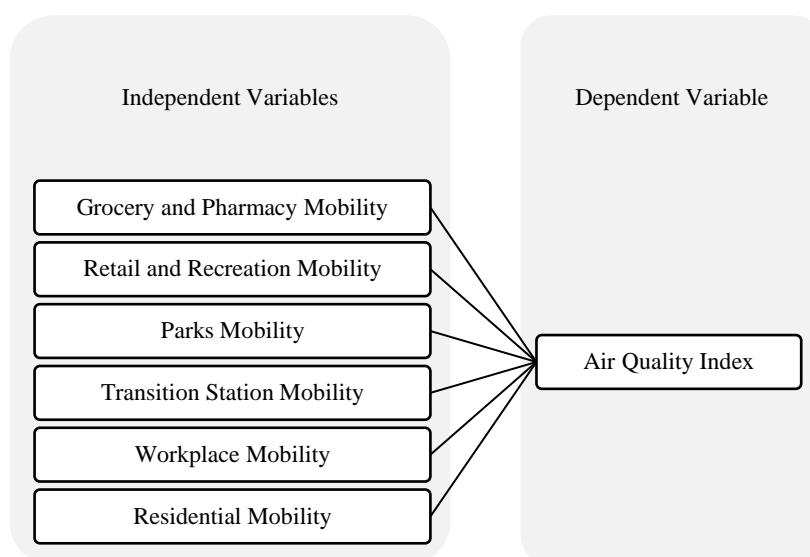 Independent Variables
Dependent Variable
Grocery and Pharmacy Mobility
Retail and Recreation Mobility
Parks Mobility
Transition Station Mobility
Workplace Mobility
Residential Mobility
Air Quality Index